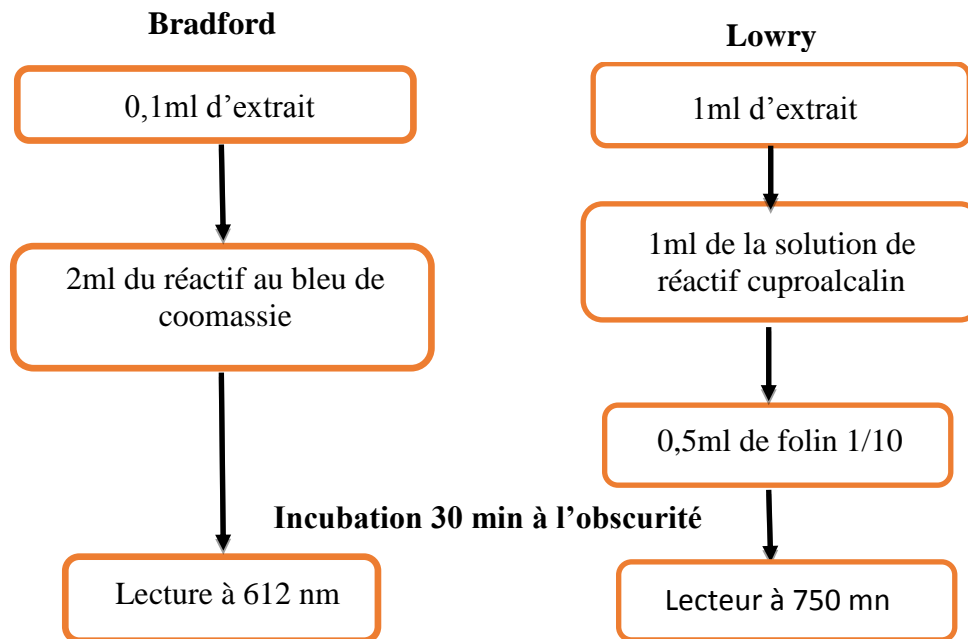 Bradford
0,1ml d’extrait
2ml du réactif au bleu de
coomassie
Lecture à 612 nm
Lowry
1ml d’extrait
1ml de la solution de
réactif cuproalcalin
0,5ml de folin 1/10
Incubation 30 min à l’obscurité
Lecteur à 750 mn